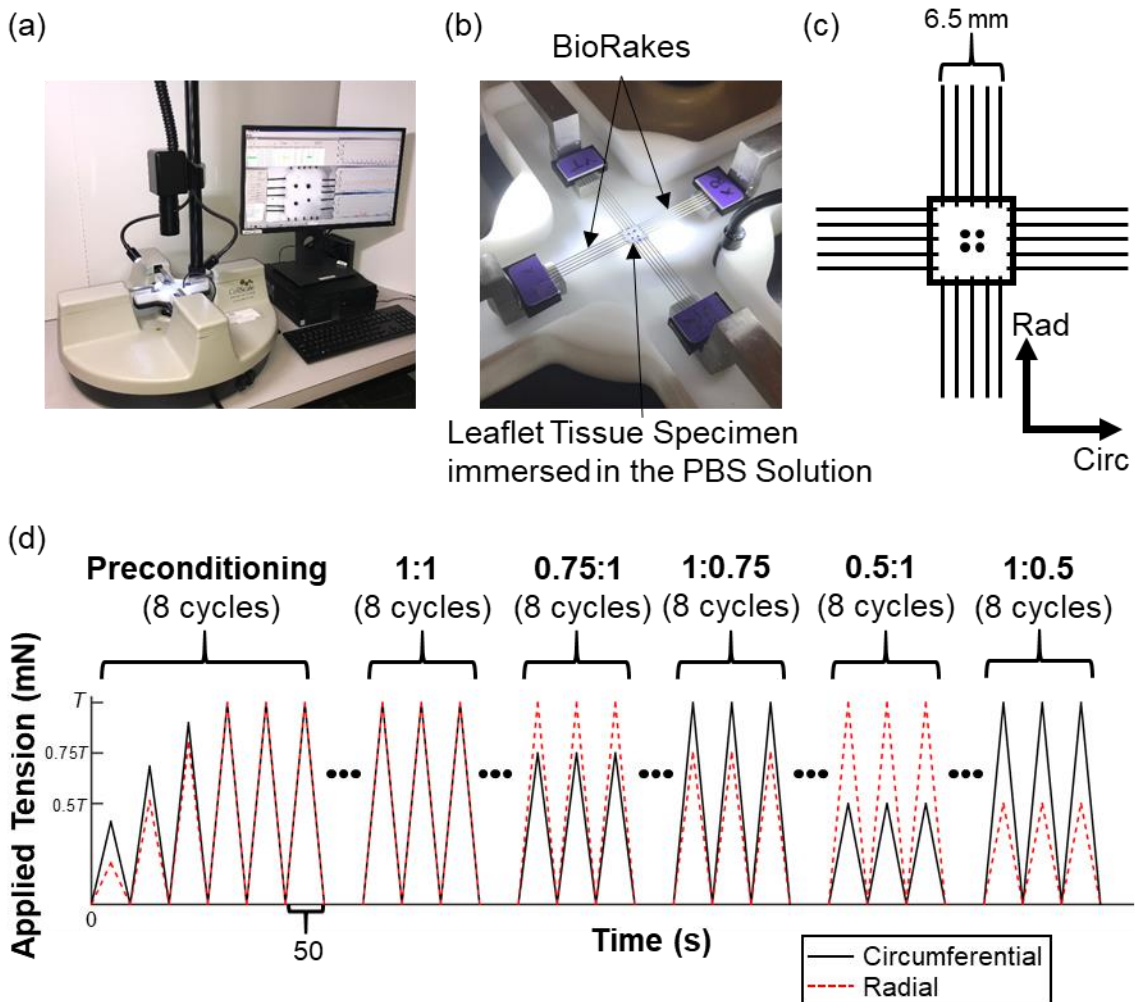 (a)
(b)
(c)
BioRakes
6.5 mm
CellScale
Leaflet Tissue Specimen
immersed in the PBS Solution
Rad
Circ
(d)
Preconditioning 1:1 0.75:1 1:0.75 0.5:1 1:0.5
(8 cycles) (8 cycles) (8 cycles) (8 cycles) (8 cycles) (8 cycles)
Applied Tension (mN)
T
0.75T
0.5T
0
50
Time (s)
Circumferential
Radial